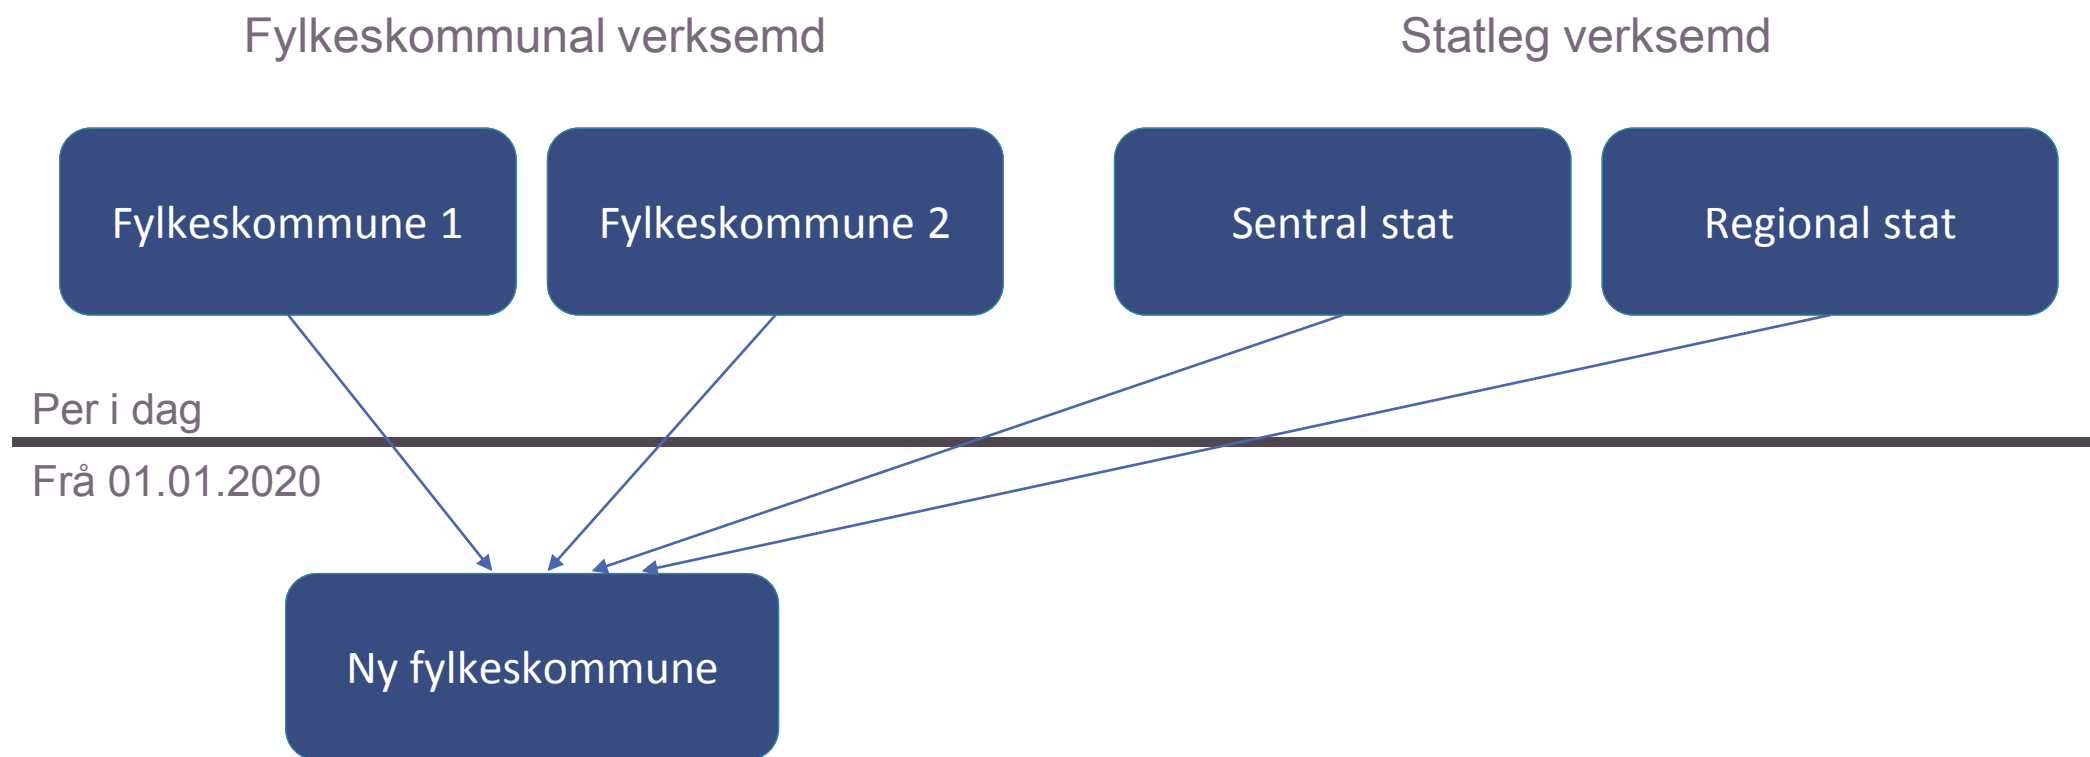 Fylkeskommunal verksemd
Statleg verksemd
Fylkeskommune 1
Fylkeskommune 2
Sentral stat
Regional stat
Per i dag
Frå 01.01.2020
Ny fylkeskommune